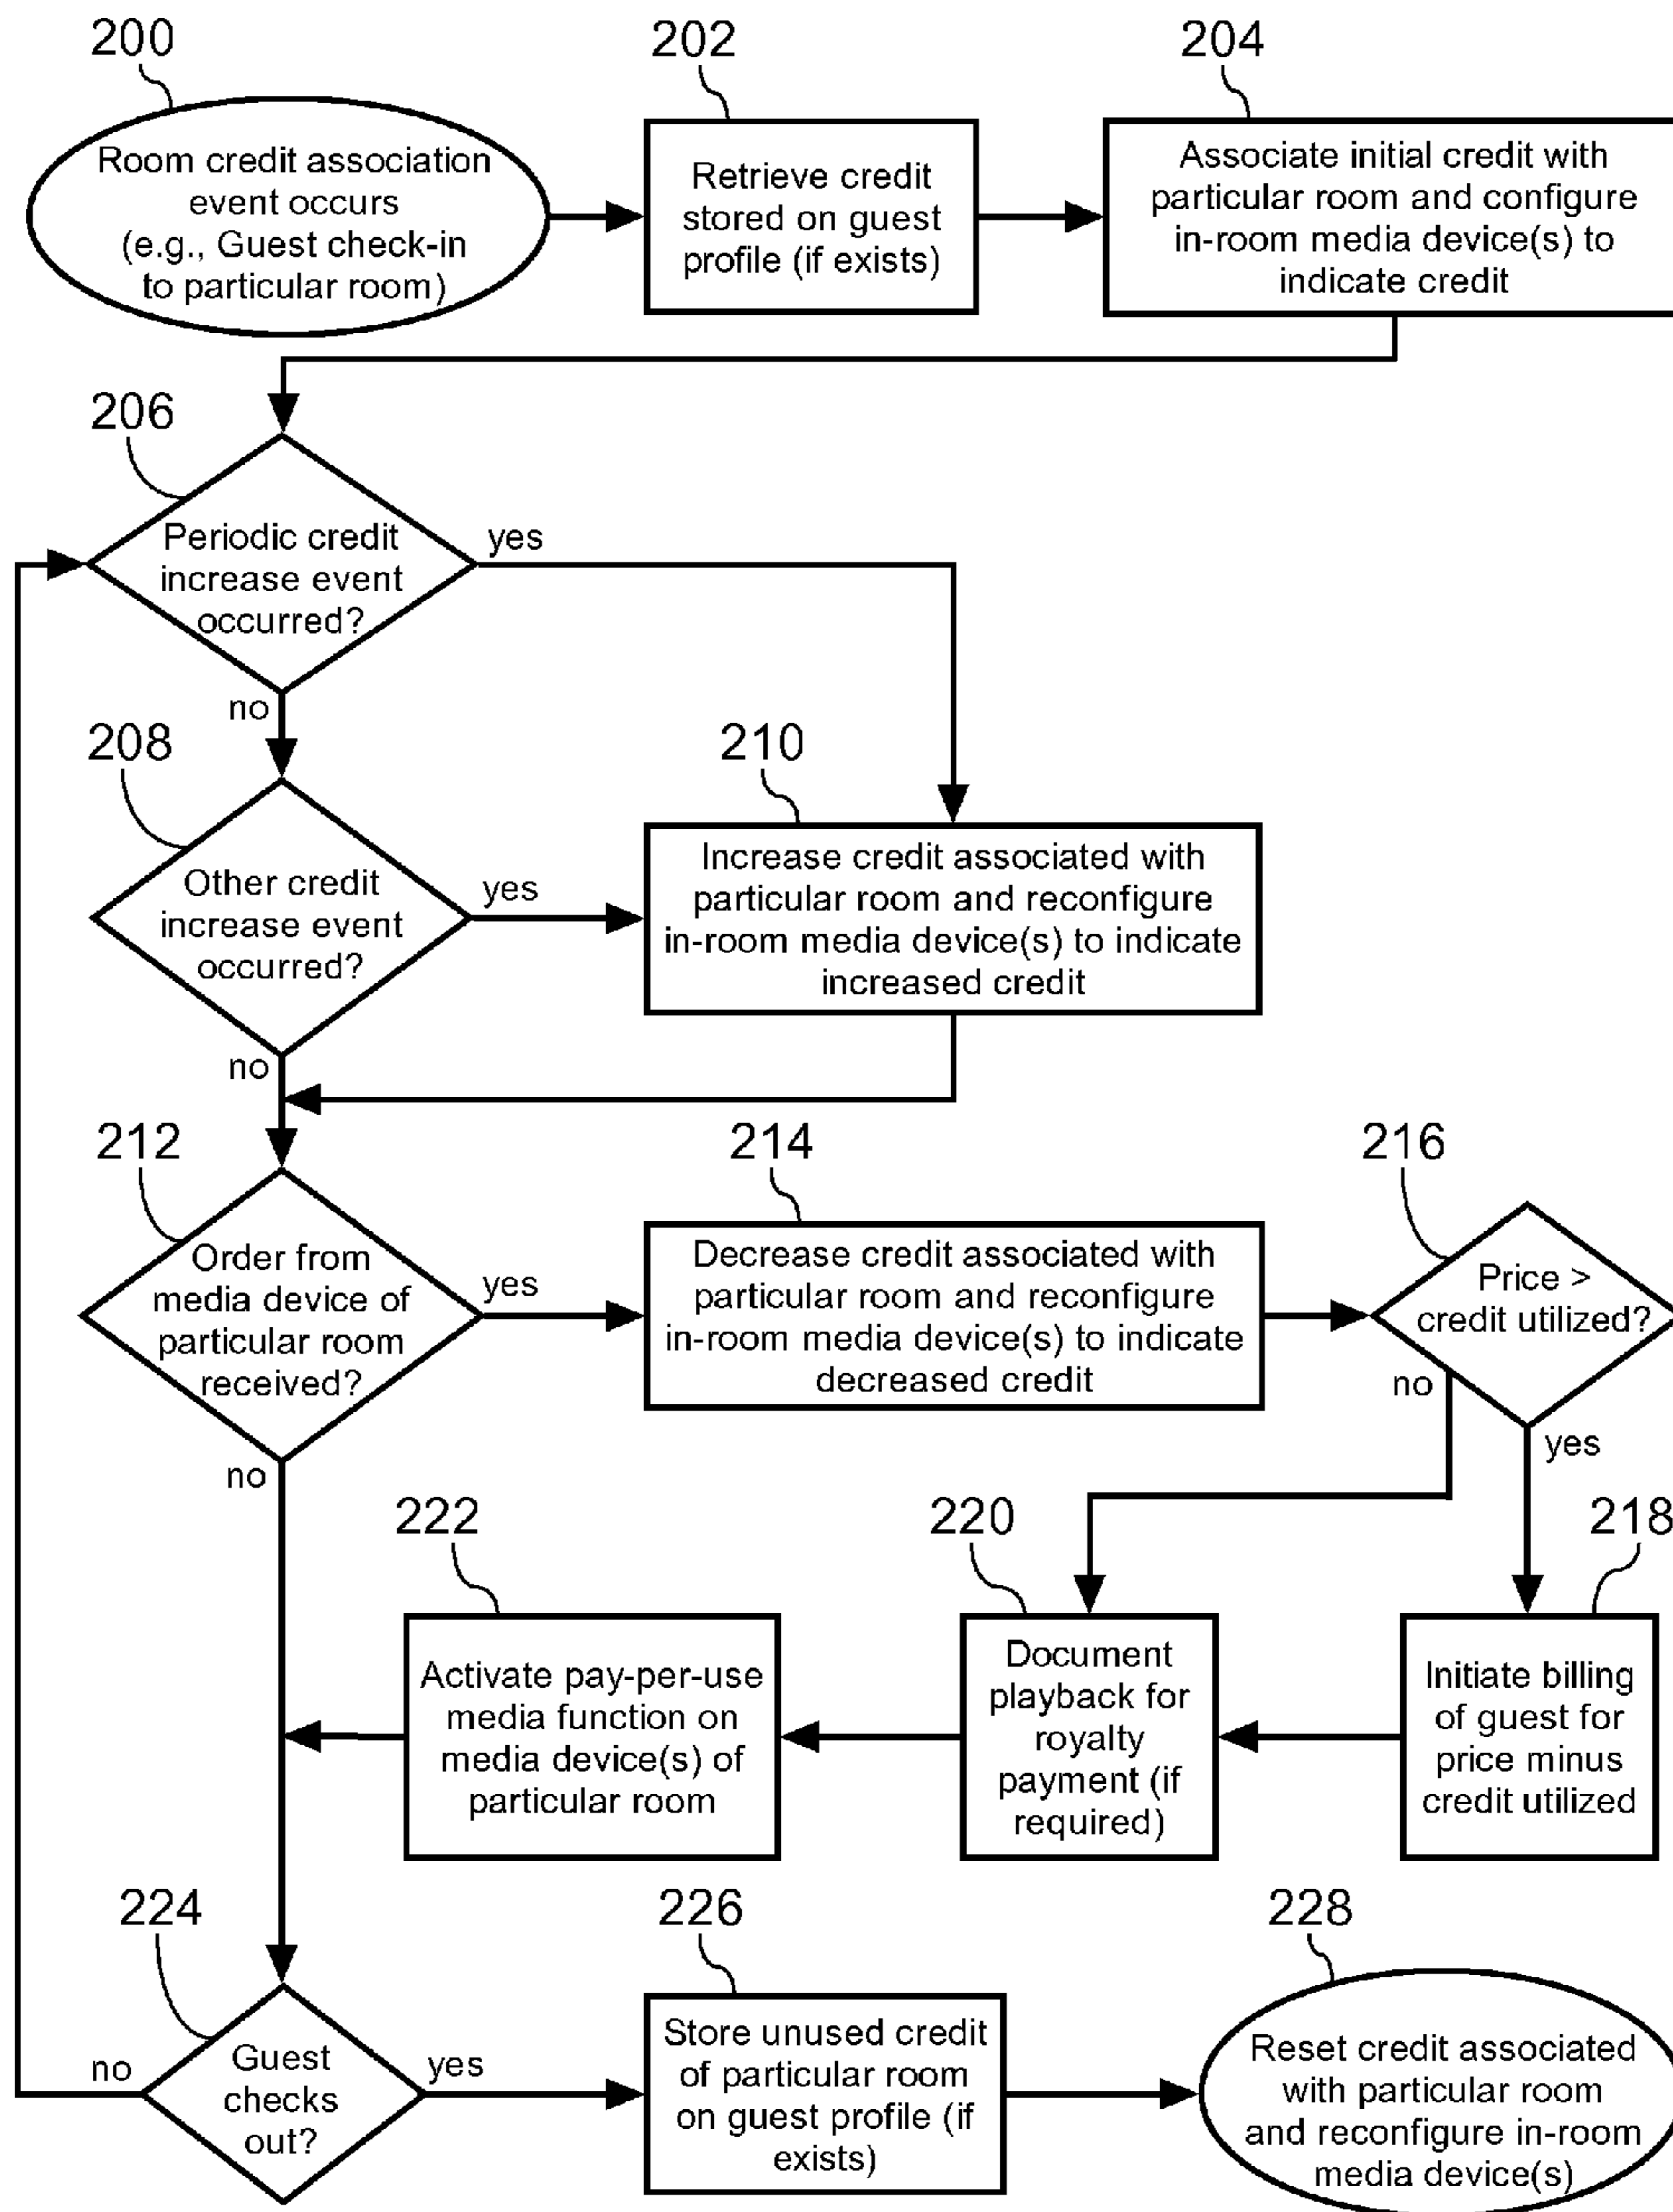 200
Room credit association
event occurs
(e.g., Guest check-in
to particular room)
202
Retrieve credit
stored on guest
profile (if exists)
204
Associate initial credit with
particular room and configure
in-room media device(s) to
indicate credit
206
Periodic credit
increase event
occurred?
yes
no
208
Other credit
increase event
occurred?
yes
no
210
Increase credit associated with
particular room and reconfigure
in-room media device(s) to indicate
increased credit
212
Order from
media device of
particular room
received?
yes
no
214
Decrease credit associated with
particular room and reconfigure
in-room media device(s) to indicate
decreased credit
216
Price >
credit utilized?
no
yes
222
Activate pay-per-use
media function on
media device(s) of
particular room
220
Document
playback for
royalty
payment (if
required)
218
Initiate billing
of guest for
price minus
credit utilized
224
Guest
checks
out?
no
yes
226
Store unused credit
of particular room
on guest profile (if
exists)
228
Reset credit associated
with particular room
and reconfigure in-room
media device(s)